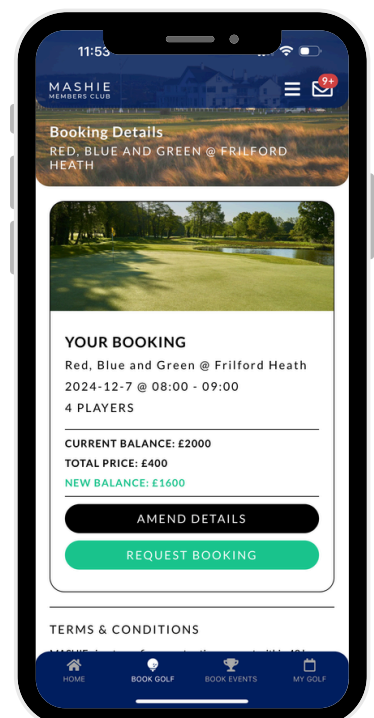 11:53
MASHIE
MEMBERS CLUB
9+
Booking Details
RED, BLUE AND GREEN @ FRILFORD
HEATH
YOUR BOOKING
Red, Blue and Green @ Frilford Heath
2024-12-7 @ 08:00 - 09:00
4 PLAYERS
CURRENT BALANCE: £2000
TOTAL PRICE: £400
NEW BALANCE: £1600
AMEND DETAILS
REQUEST BOOKING
TERMS & CONDITIONS
HOME
BOOK GOLF
BOOK EVENTS
MY GOLF